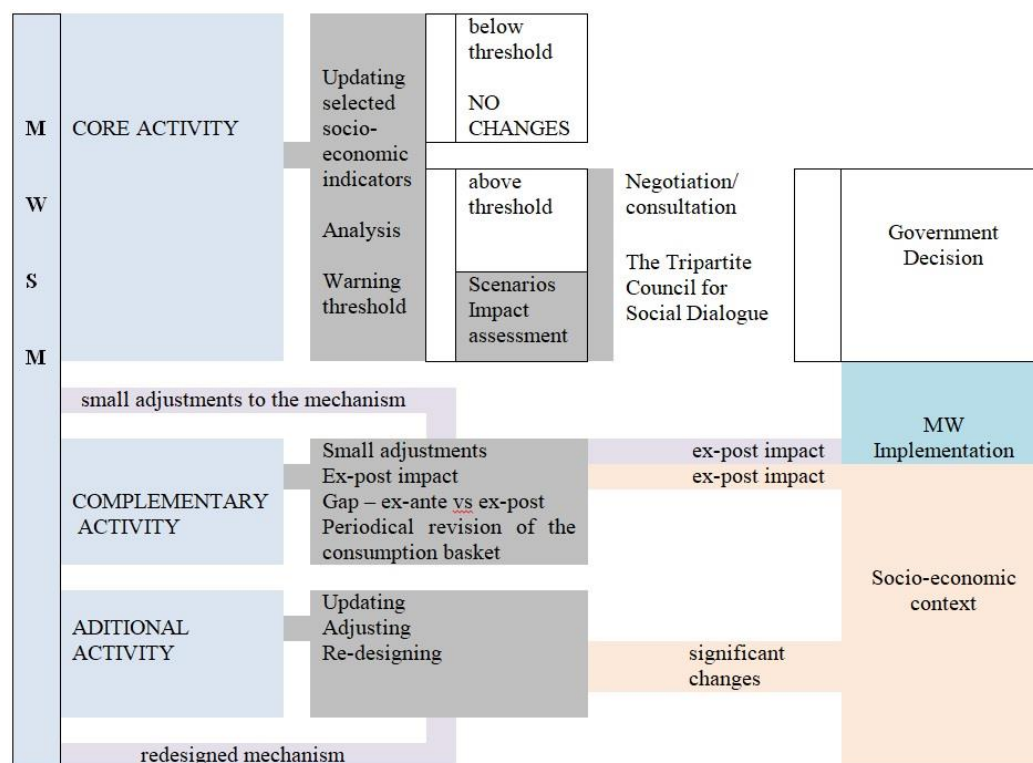 M
W
S
M
CORE ACTIVITY
Updating
selected
socio-
economic
indicators
Analysis
Warning
threshold
below
threshold
NO
CHANGES
above
threshold
Scenarios
Impact
assessment
Negotiation/
consultation
The Tripartite
Council for
Social Dialogue
Government
Decision
small adjustments to the mechanism
MW
Implementation
COMPLEMENTARY
ACTIVITY
Small adjustments
Ex-post impact
Gap – ex-ante vs ex-post
Periodical revision of the
consumption basket
ex-post impact
ex-post impact
Socio-economic
context
ADITIONAL
ACTIVITY
Updating
Adjusting
Re-designing
significant
changes
redesigned mechanism